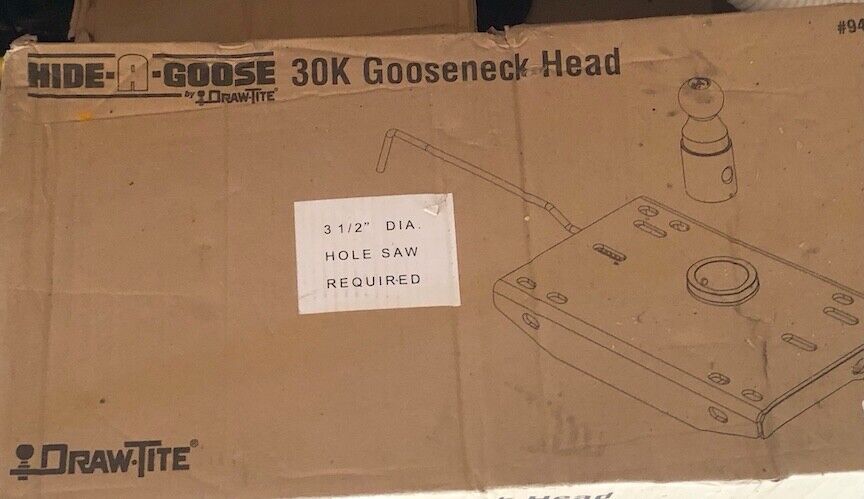 HIDE-A-GOOSE 30K Gooseneck Head #94
by DRAW-TITE®
3 1/2" DIA.
HOLE SAW
REQUIRED
DRAW-TITE®
Head